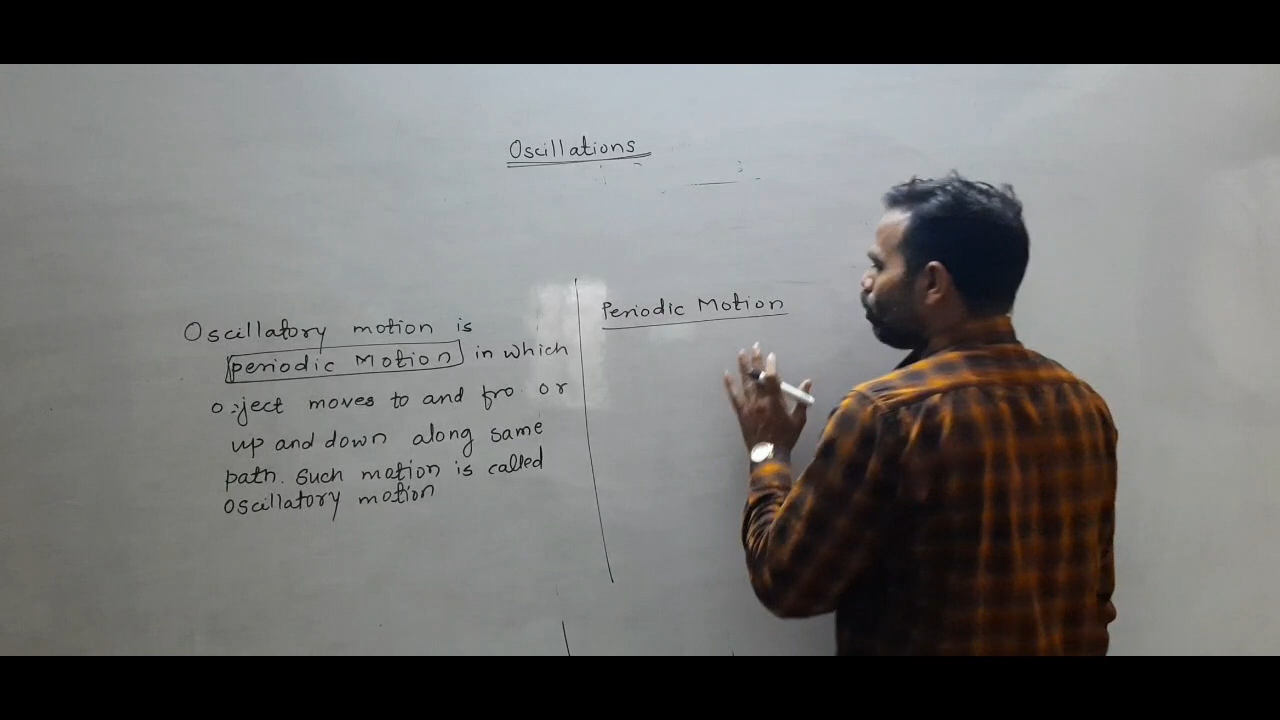 Oscillations
Oscillatory motion is
periodic Motion in which
object moves to and fro or
up and down along same
path. Such motion is called
oscillatory motion
Periodic Motion